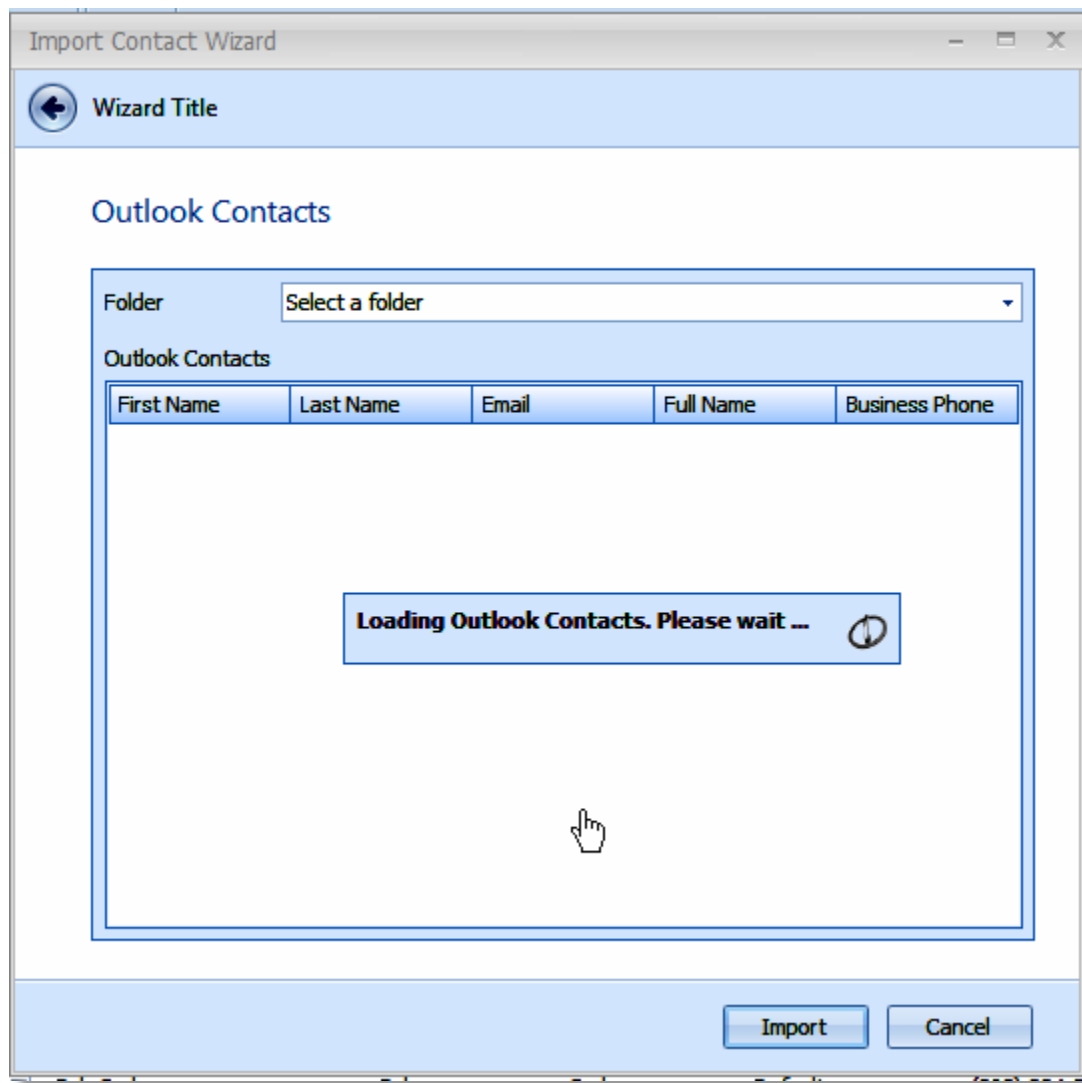 Import Contact Wizard
Wizard Title
Outlook Contacts
Folder Select a folder
Outlook Contacts
First Name Last Name Email Full Name Business Phone
Loading Outlook Contacts. Please wait ...
Import Cancel